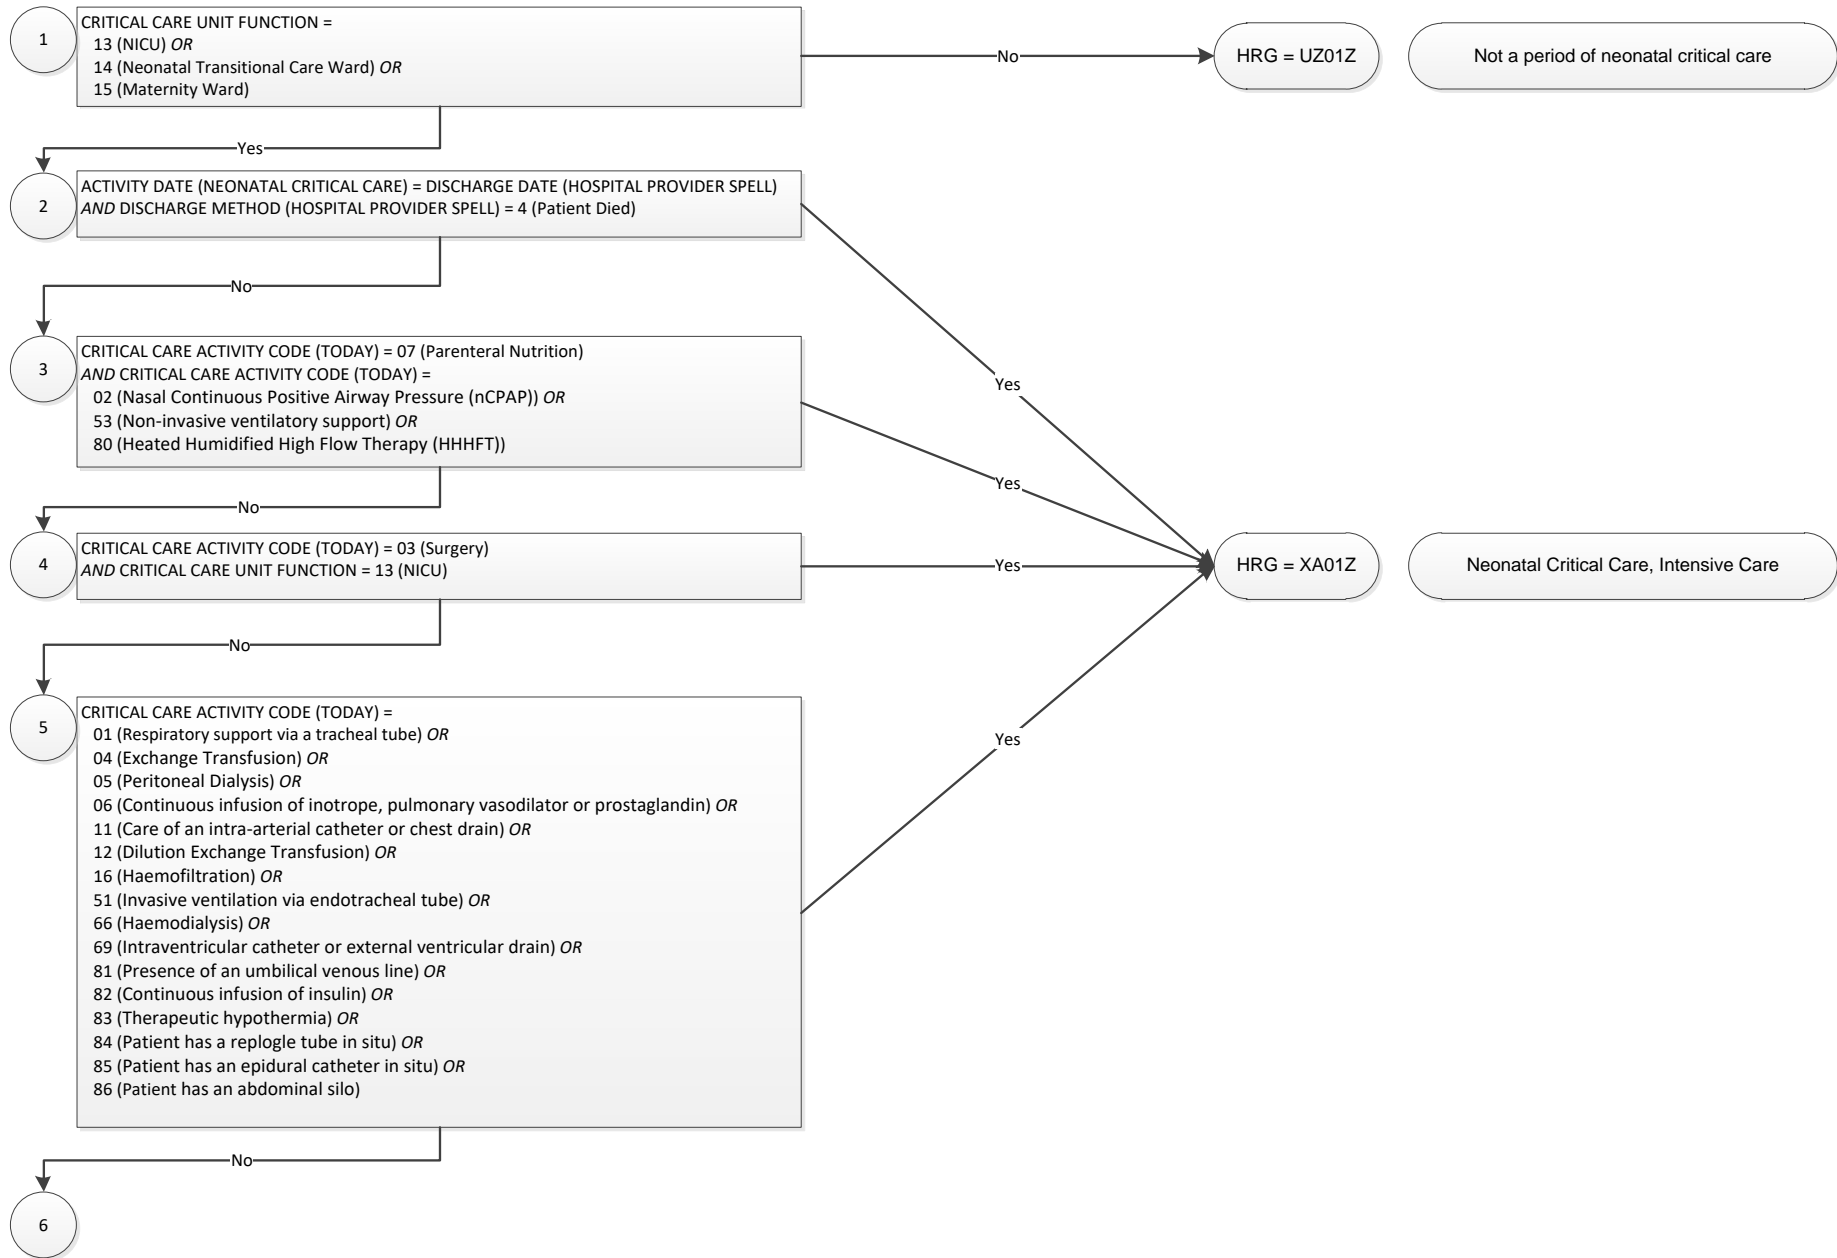 1
CRITICAL CARE UNIT FUNCTION =
13 (NICU) OR
14 (Neonatal Transitional Care Ward) OR
15 (Maternity Ward)
No
HRG = UZ01Z
Not a period of neonatal critical care
Yes
2
ACTIVITY DATE (NEONATAL CRITICAL CARE) = DISCHARGE DATE (HOSPITAL PROVIDER SPELL)
AND DISCHARGE METHOD (HOSPITAL PROVIDER SPELL) = 4 (Patient Died)
No
Yes
3
CRITICAL CARE ACTIVITY CODE (TODAY) = 07 (Parenteral Nutrition)
AND CRITICAL CARE ACTIVITY CODE (TODAY) =
02 (Nasal Continuous Positive Airway Pressure (nCPAP)) OR
53 (Non-invasive ventilatory support) OR
80 (Heated Humidified High Flow Therapy (HHHFT))
Yes
No
4
CRITICAL CARE ACTIVITY CODE (TODAY) = 03 (Surgery)
AND CRITICAL CARE UNIT FUNCTION = 13 (NICU)
Yes
HRG = XA01Z
Neonatal Critical Care, Intensive Care
No
5
CRITICAL CARE ACTIVITY CODE (TODAY) =
01 (Respiratory support via a tracheal tube) OR
04 (Exchange Transfusion) OR
05 (Peritoneal Dialysis) OR
06 (Continuous infusion of inotrope, pulmonary vasodilator or prostaglandin) OR
11 (Care of an intra-arterial catheter or chest drain) OR
12 (Dilution Exchange Transfusion) OR
16 (Haemofiltration) OR
51 (Invasive ventilation via endotracheal tube) OR
66 (Haemodialysis) OR
69 (Intraventricular catheter or external ventricular drain) OR
81 (Presence of an umbilical venous line) OR
82 (Continuous infusion of insulin) OR
83 (Therapeutic hypothermia) OR
84 (Patient has a replogle tube in situ) OR
85 (Patient has an epidural catheter in situ) OR
86 (Patient has an abdominal silo)
Yes
No
6